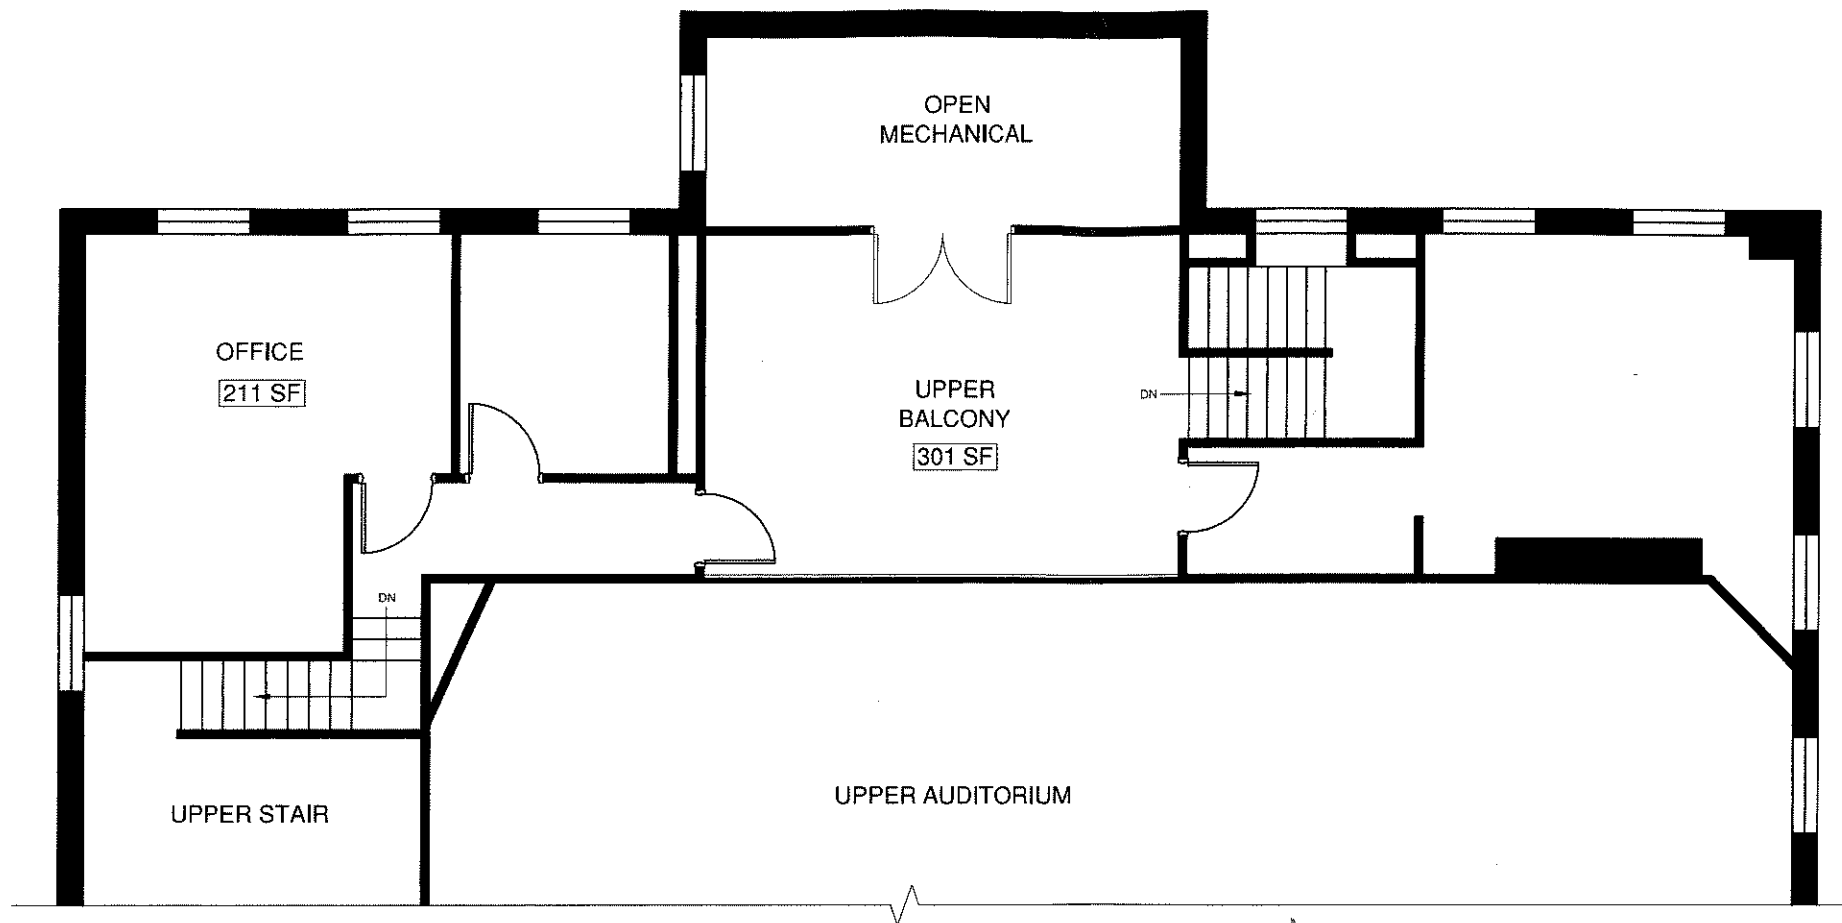 OPEN
MECHANICAL
OFFICE
211 SF
UPPER
BALCONY
301 SF
DN
DN
UPPER STAIR
UPPER AUDITORIUM